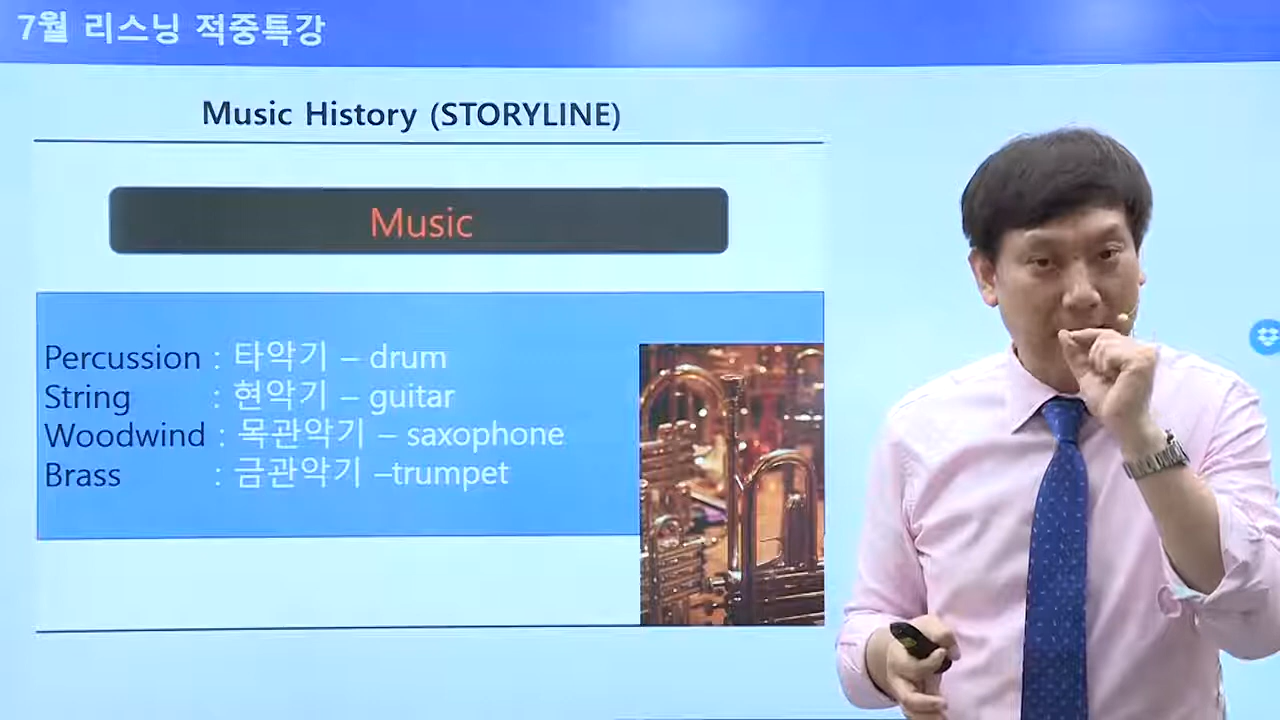 7월 리스닝 적중특강
Music History (STORYLINE)
Music
Percussion : 타악기 – drum
String : 현악기 – guitar
Woodwind : 목관악기 – saxophone
Brass : 금관악기 –trumpet